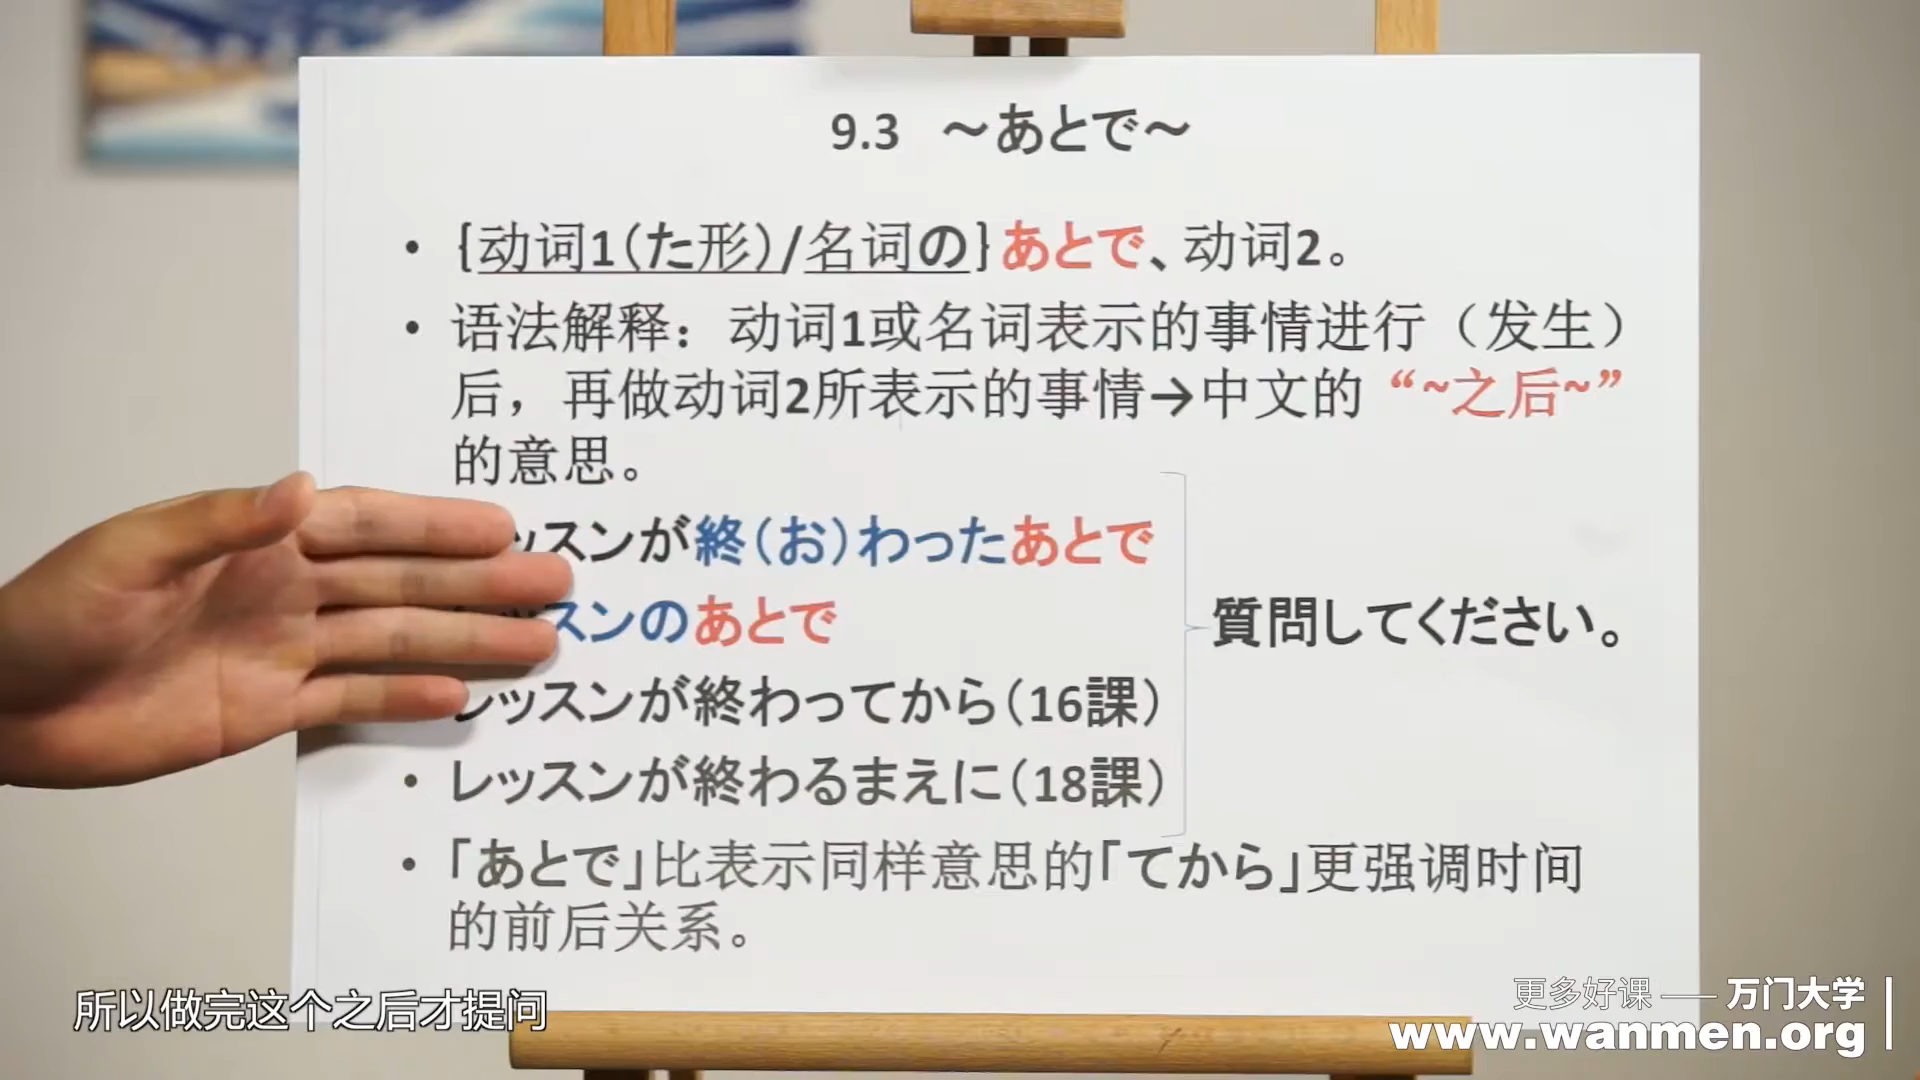 9.3 ～あとで～
• {动词1(た形)/名词の}あとで、动词2。
• 语法解释：动词1或名词表示的事情进行（发生）
后，再做动词2所表示的事情→中文的“~之后~”
的意思。
ッスンが終(お)わったあとで
スンのあとで
レッスンが終わってから(16課)
• レッスンが終わるまえに(18課)
質問してください。
• 「あとで」比表示同样意思的「てから」更强调时间
的前后关系。
所以做完这个之后才提问
更多好课 —— 万门大学
www.wanmen.org